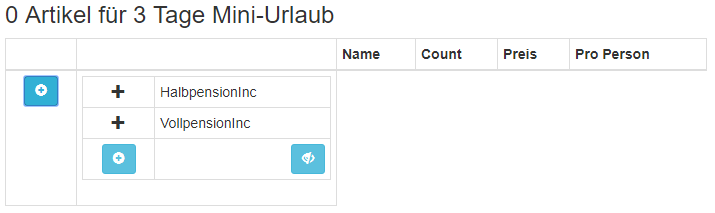 0 Artikel für 3 Tage Mini-Urlaub
Name Count Preis Pro Person
HalbpensionInc
VollpensionInc